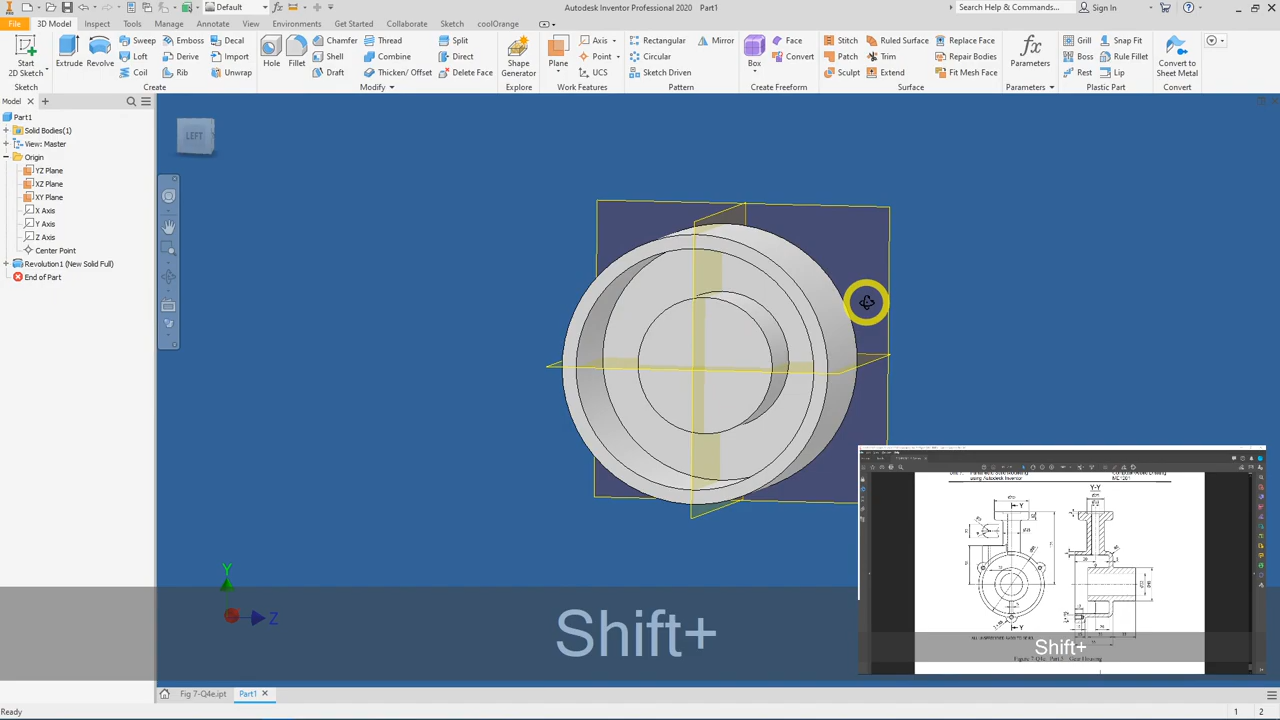 Default
Autodesk Inventor Professional 2020 Part1
Search Help & Commands...
Sign In
File 3D Model Sketch Inspect Tools Manage View Environments Get Started Collaborate Sketch coolOrange
Start
2D Sketch
Extrude
Revolve
Sweep
Loft
Coil
Emboss
Derive
Rib
Decal
Import
Unwrap
Hole
Fillet
Chamfer
Shell
Draft
Thread
Combine
Thicken/ Offset
Split
Direct
Delete Face
Shape
Generator
Plane
Axis
Point
UCS
Rectangular
Circular
Sketch Driven
Mirror
Box
Face
Convert
Stitch
Patch
Sculpt
Ruled Surface
Trim
Extend
Replace Face
Repair Bodies
Fit Mesh Face
Parameters
Grill
Boss
Rest
Snap Fit
Rule Fillet
Lip
Convert to
Sheet Metal
Sketch
Create
Modify
Explore
Work Features
Pattern
Create Freeform
Surface
Parameters
Plastic Part
Convert
Model
Part1
Solid Bodies(1)
View: Master
Origin
YZ Plane
XZ Plane
XY Plane
X Axis
Y Axis
Z Axis
Center Point
Revolution1 (New Solid Full)
End of Part
LEFT
Y
Z
Shift+
using Autodesk Inventor
Y-Y
Y
Y
Shift+
Fig 7-Q4e.ipt
Part1
Ready
1 2